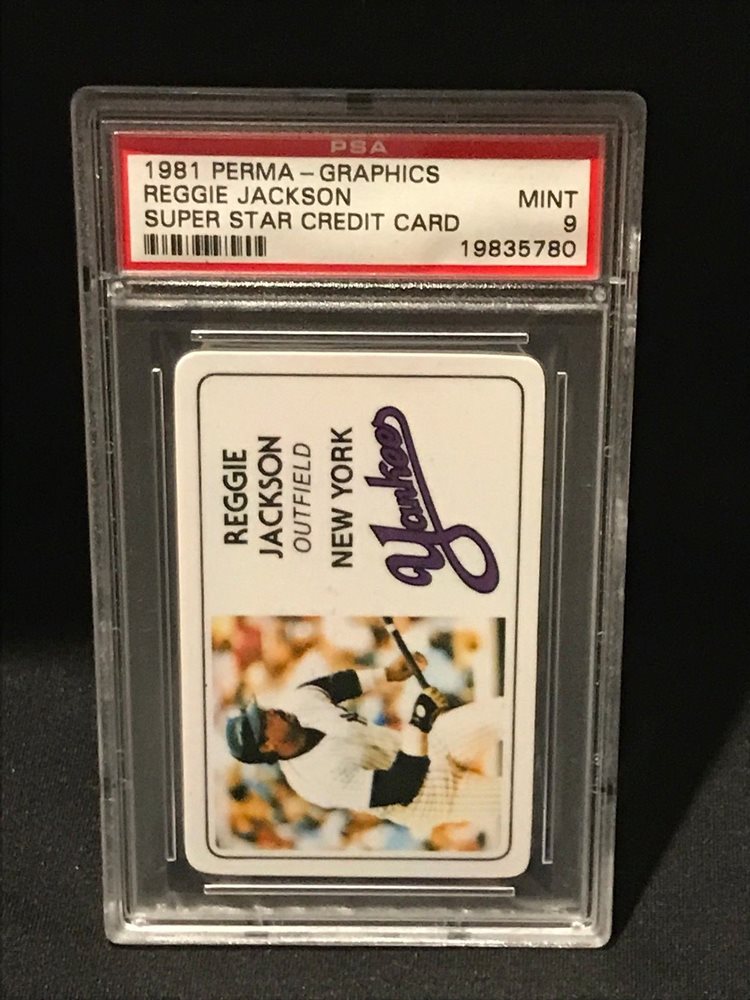 PSA
1981 PERMA-GRAPHICS
REGGIE JACKSON MINT
SUPER STAR CREDIT CARD 9
19835780
REGGIE
JACKSON
OUTFIELD
NEW YORK
Yankees